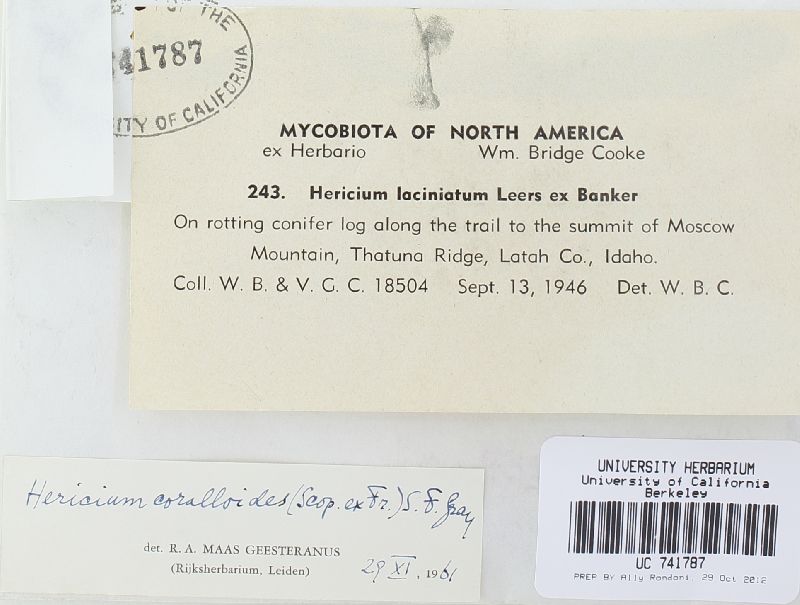 OF THE
741787
ITY OF CALIFORNIA
MYCOBIOTA OF NORTH AMERICA
ex Herbario Wm. Bridge Cooke
243. Hericium laciniatum Leers ex Banker
On rotting conifer log along the trail to the summit of Moscow
Mountain, Thatuna Ridge, Latah Co., Idaho.
Coll. W. B. & V. G. C. 18504 Sept. 13, 1946 Det. W. B. C.
Hericium coralloides (Scop. ex Fr.) S. F. Gray
det. R. A. MAAS GEESTERANUS
(Rijksherbarium, Leiden) 29 XI, 1961
UNIVERSITY HERBARIUM
University of California
Berkeley
UC 741787
PREP BY Ally Rondoni, 29 Oct 2012